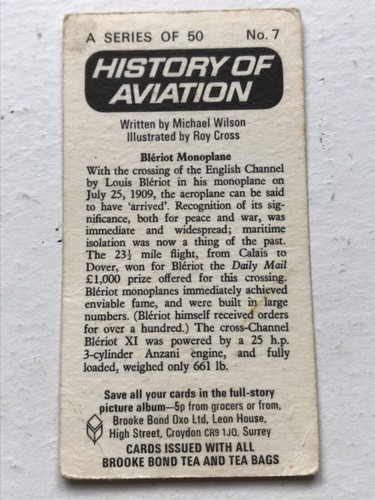 A SERIES OF 50 No. 7
HISTORY OF
AVIATION
Written by Michael Wilson
Illustrated by Roy Cross
Blériot Monoplane
With the crossing of the English Channel
by Louis Blériot in his monoplane on
July 25, 1909, the aeroplane can be said
to have ‘arrived’. Recognition of its sig-
nificance, both for peace and war, was
immediate and widespread; maritime
isolation was now a thing of the past.
The 23½ mile flight, from Calais to
Dover, won for Blériot the Daily Mail
£1,000 prize offered for this crossing.
Blériot monoplanes immediately achieved
enviable fame, and were built in large
numbers. (Blériot himself received orders
for over a hundred.) The cross-Channel
Blériot XI was powered by a 25 h.p.
3-cylinder Anzani engine, and fully
loaded, weighed only 661 lb.
Save all your cards in the full-story
picture album—5p from grocers or from,
Brooke Bond Oxo Ltd, Leon House,
High Street, Croydon CR9 1JQ, Surrey
CARDS ISSUED WITH ALL
BROOKE BOND TEA AND TEA BAGS